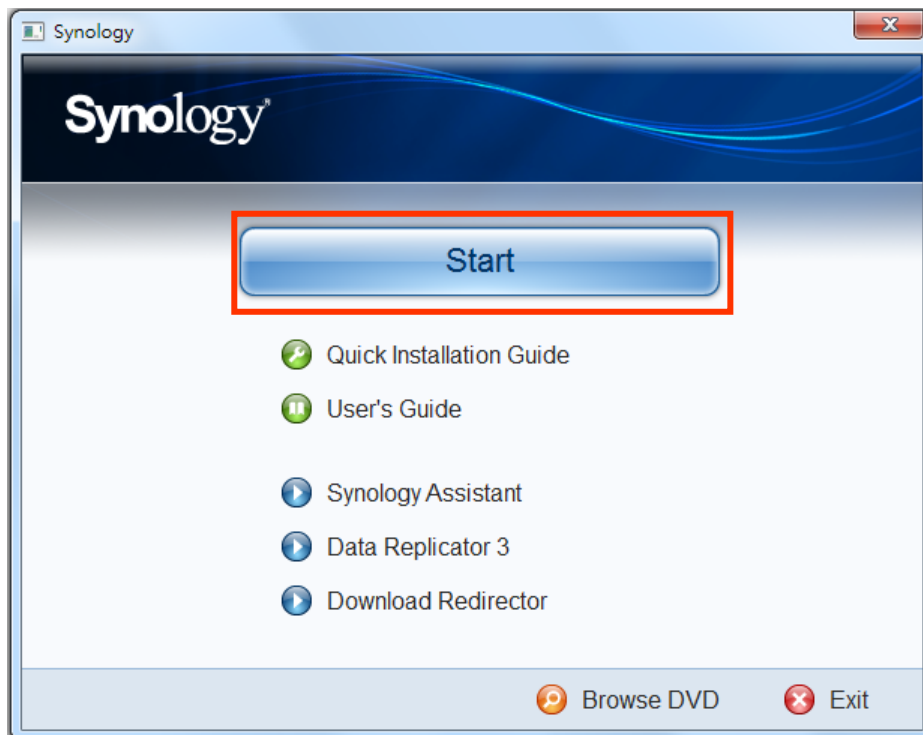 Synology
Synology®
Start
Quick Installation Guide
User's Guide
Synology Assistant
Data Replicator 3
Download Redirector
Browse DVD
Exit